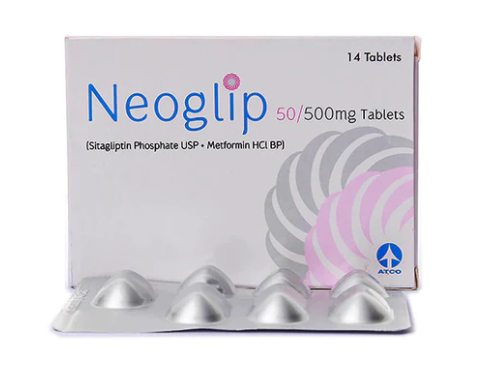 14 Tablets
Neoglip 50/500mg Tablets
(Sitagliptin Phosphate USP + Metformin HCl BP)
ATCO